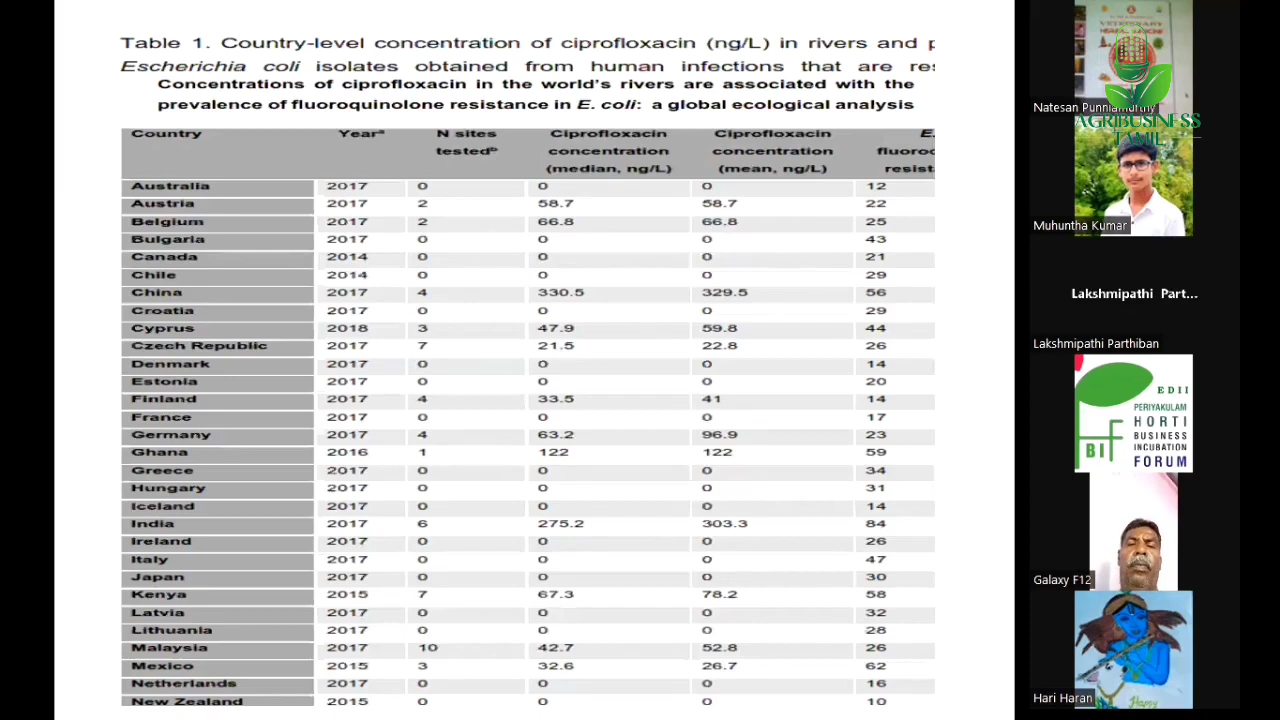 Table 1. Country-level concentration of ciprofloxacin (ng/L) in rivers and p
Escherichia coli isolates obtained from human infections that are res
Concentrations of ciprofloxacin in the world's rivers are associated with the
prevalence of fluoroquinolone resistance in E. coli: a global ecological analysis
Country Yearᵃ N sites testedᵇ Ciprofloxacin concentration (median, ng/L) Ciprofloxacin concentration (mean, ng/L) E. fluoroc resista
Australia 2017 0 0 0 12
Austria 2017 2 58.7 58.7 22
Belgium 2017 2 66.8 66.8 25
Bulgaria 2017 0 0 0 43
Canada 2014 0 0 0 21
Chile 2014 0 0 0 29
China 2017 4 330.5 329.5 56
Croatia 2017 0 0 0 29
Cyprus 2018 3 47.9 59.8 44
Czech Republic 2017 7 21.5 22.8 26
Denmark 2017 0 0 0 14
Estonia 2017 0 0 0 20
Finland 2017 4 33.5 41 14
France 2017 0 0 0 17
Germany 2017 4 63.2 96.9 23
Ghana 2016 1 122 122 59
Greece 2017 0 0 0 34
Hungary 2017 0 0 0 31
Iceland 2017 0 0 0 14
India 2017 6 275.2 303.3 84
Ireland 2017 0 0 0 26
Italy 2017 0 0 0 47
Japan 2017 0 0 0 30
Kenya 2015 7 67.3 78.2 58
Latvia 2017 0 0 0 32
Lithuania 2017 0 0 0 28
Malaysia 2017 10 42.7 52.8 26
Mexico 2015 3 32.6 26.7 62
Netherlands 2017 0 0 0 16
New Zealand 2015 0 0 0 10
VETERINARY
HERBAL MEDICINE
Natesan Punniamurthy
AGRIBUSINESS
TAMIL
Muhuntha Kumar
Lakshmipathi Part...
Lakshmipathi Parthiban
EDII
PERIYAKULAM
HORTI
BUSINESS
INCUBATION
FORUM
BIF
Galaxy F12
Hari Haran